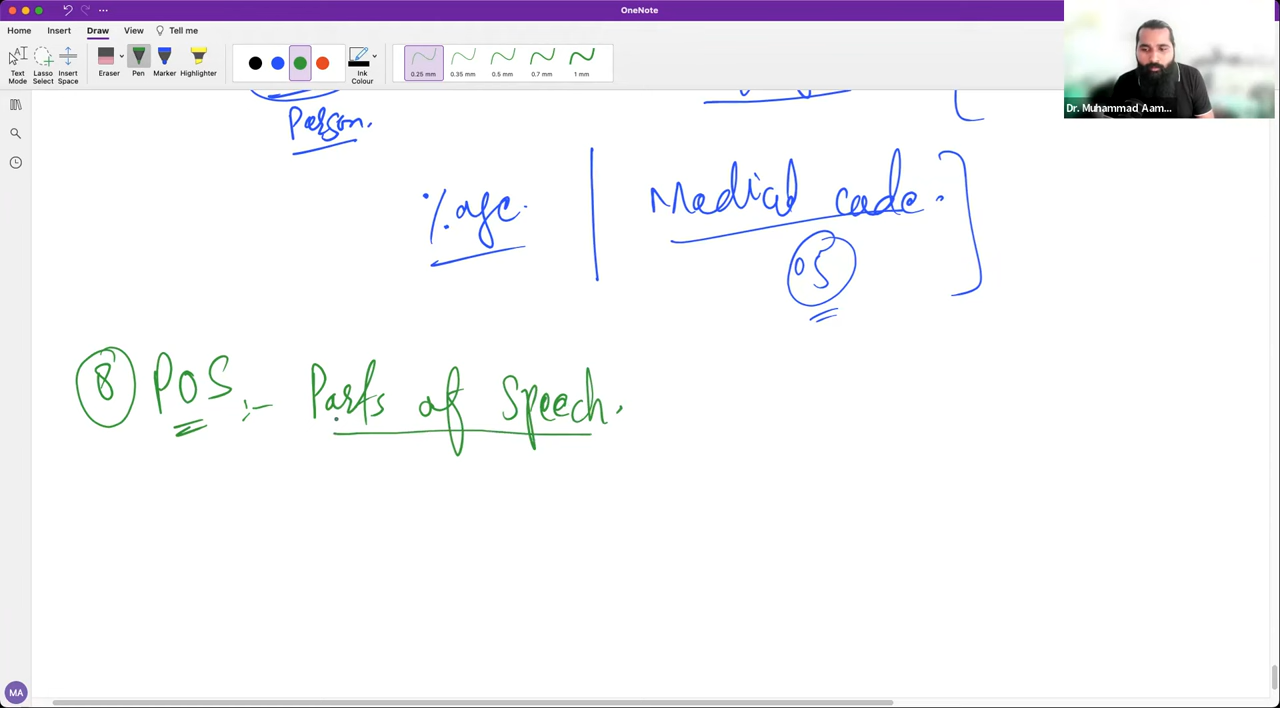 OneNote
Home Insert Draw View Tell me
Text Mode Lasso Select Insert Space Eraser Pen Marker Highlighter Ink Colour 0.25 mm 0.35 mm 0.5 mm 0.7 mm 1 mm
Dr. Muhammad Aam...
Person.
%age. Medical code.
05
8 POS :- Parts of Speech.
MA